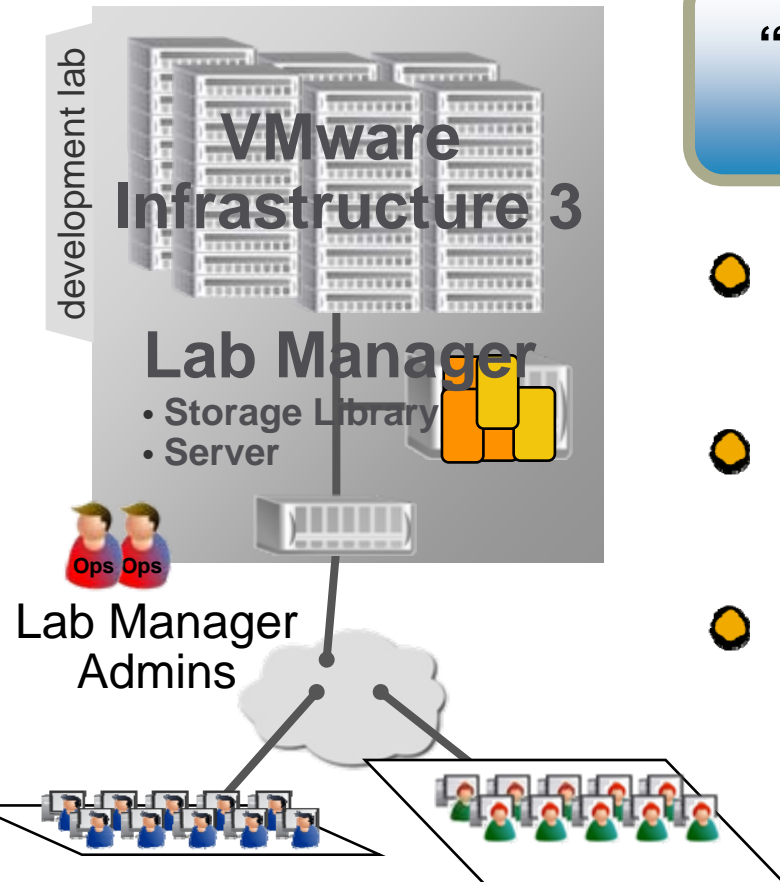 development lab
VMware
Infrastructure 3
Lab Manager
• Storage Library
• Server
Ops Ops
Lab Manager
Admins
“